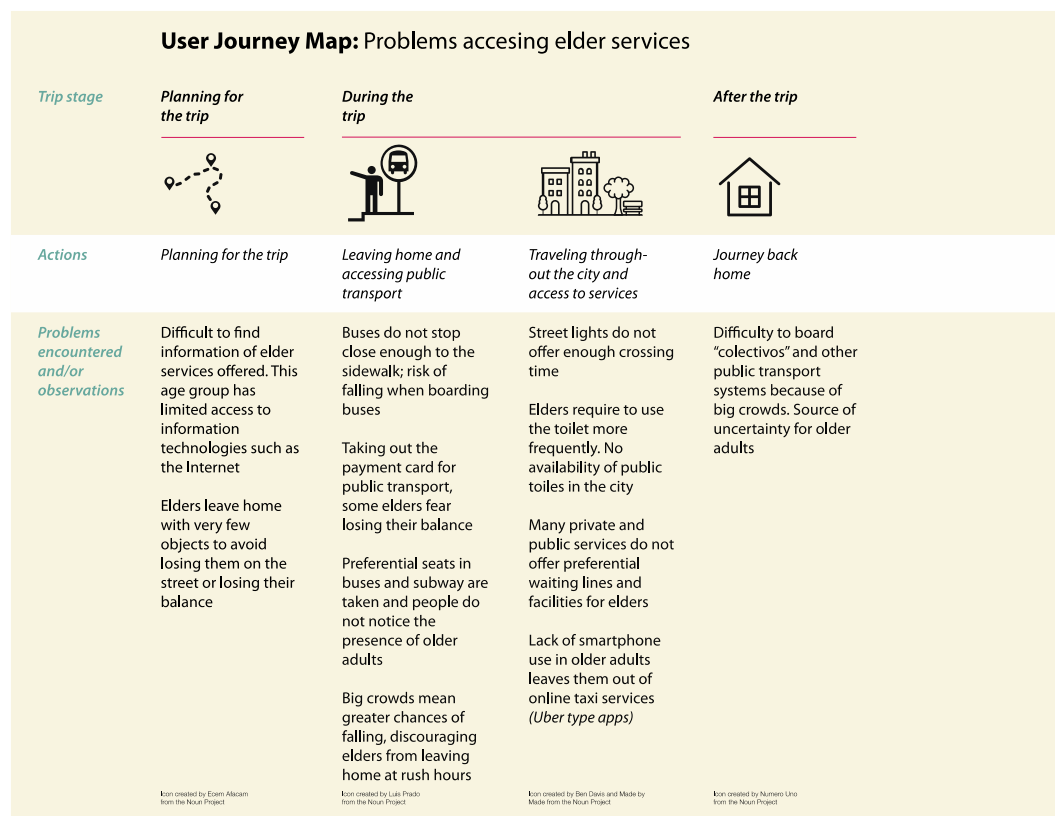 User Journey Map: Problems accesing elder services
Trip stage
Planning for
the trip
During the
trip
After the trip
Actions
Planning for the trip
Leaving home and
accessing public
transport
Traveling through-
out the city and
access to services
Journey back
home
Problems
encountered
and/or
observations
Difficult to find
information of elder
services offered. This
age group has
limited access to
information
technologies such as
the Internet
Elders leave home
with very few
objects to avoid
losing them on the
street or losing their
balance
Buses do not stop
close enough to the
sidewalk; risk of
falling when boarding
buses
Taking out the
payment card for
public transport,
some elders fear
losing their balance
Preferential seats in
buses and subway are
taken and people do
not notice the
presence of older
adults
Big crowds mean
greater chances of
falling, discouraging
elders from leaving
home at rush hours
Street lights do not
offer enough crossing
time
Elders require to use
the toilet more
frequently. No
availability of public
toiles in the city
Many private and
public services do not
offer preferential
waiting lines and
facilities for elders
Lack of smartphone
use in older adults
leaves them out of
online taxi services
(Uber type apps)
Difficulty to board
“colectivos” and other
public transport
systems because of
big crowds. Source of
uncertainty for older
adults
Icon created by Ecem Afacam
from the Noun Project
Icon created by Luis Prado
from the Noun Project
Icon created by Ben Davis and Made by
Made from the Noun Project
Icon created by Numero Uno
from the Noun Project